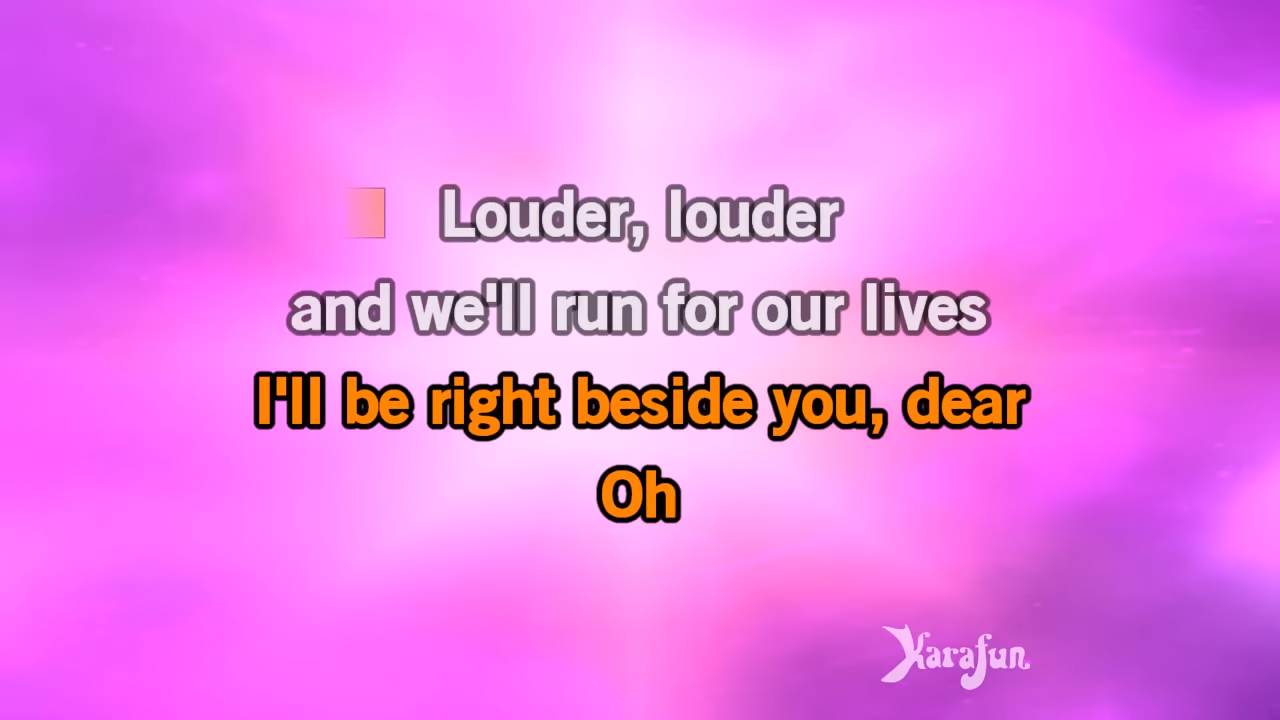 Louder, louder
and we'll run for our lives
I'll be right beside you, dear
Oh
Karafun